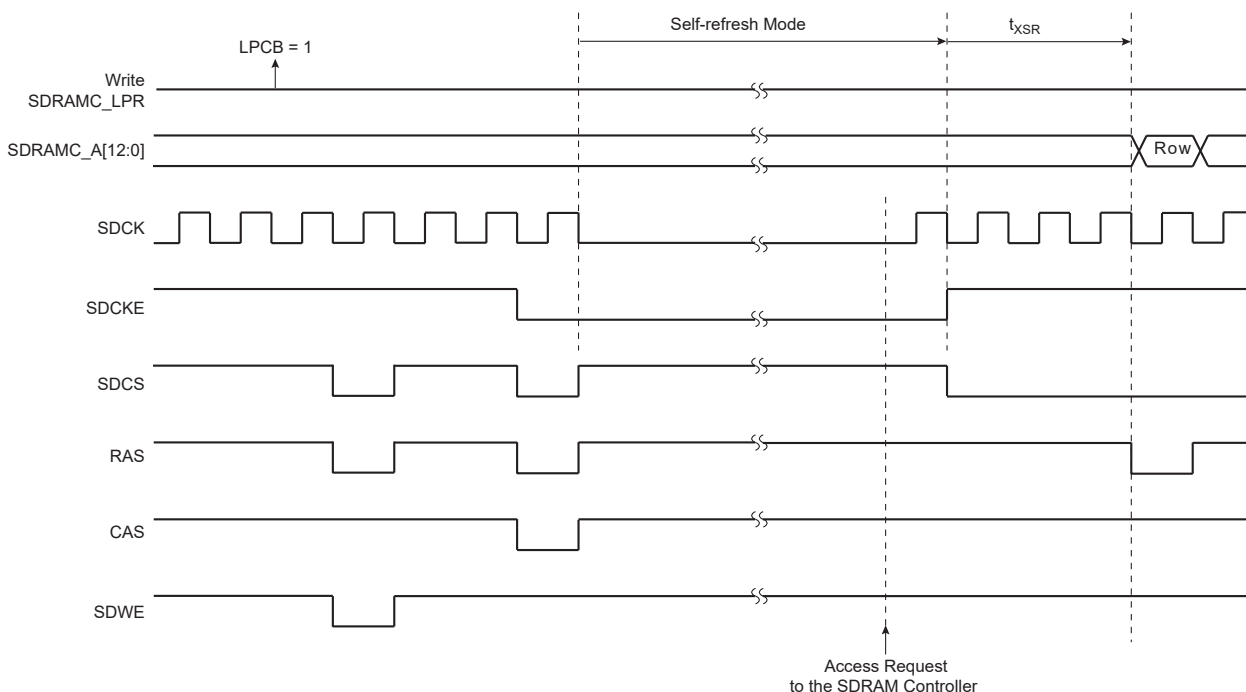 Self-refresh Mode
t_XSR
LPCB = 1
Write
SDRAMC_LPR
SDRAMC_A[12:0]
Row
SDCK
SDCKE
SDCS
RAS
CAS
SDWE
Access Request
to the SDRAM Controller